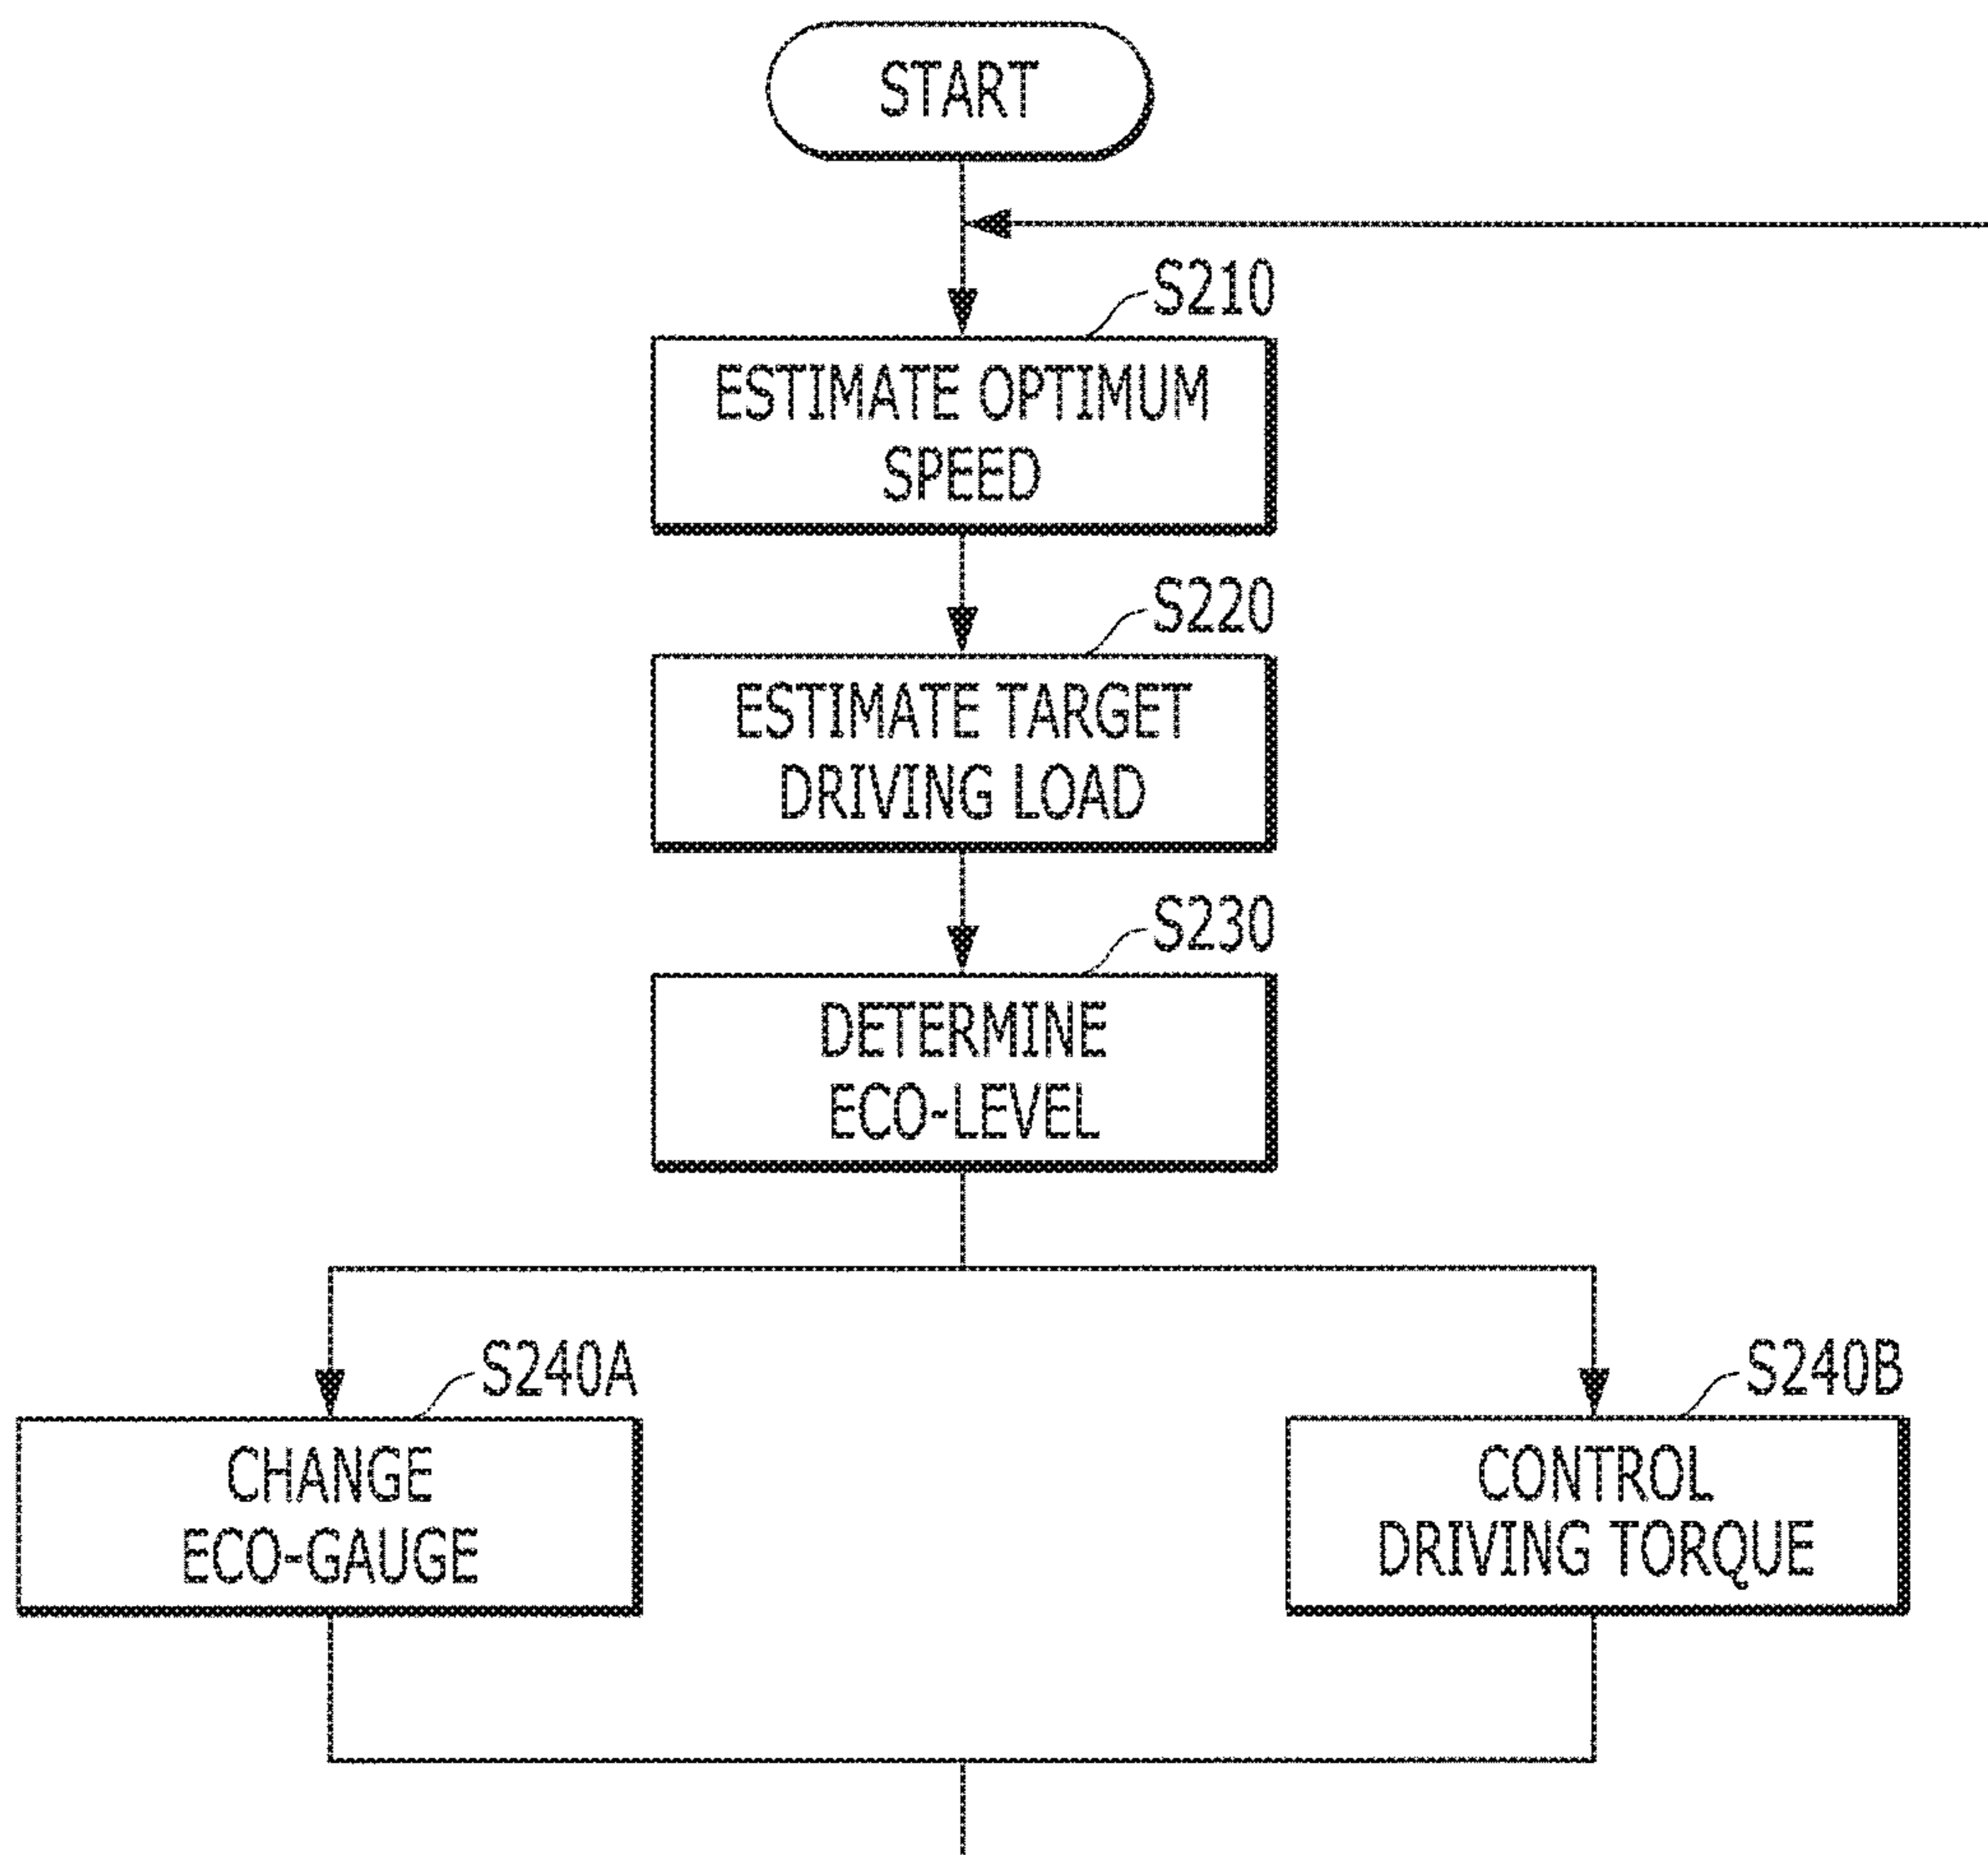 START
S210
ESTIMATE OPTIMUM
SPEED
S220
ESTIMATE TARGET
DRIVING LOAD
S230
DETERMINE
ECO-LEVEL
S240A
CHANGE
ECO-GAUGE
S240B
CONTROL
DRIVING TORQUE